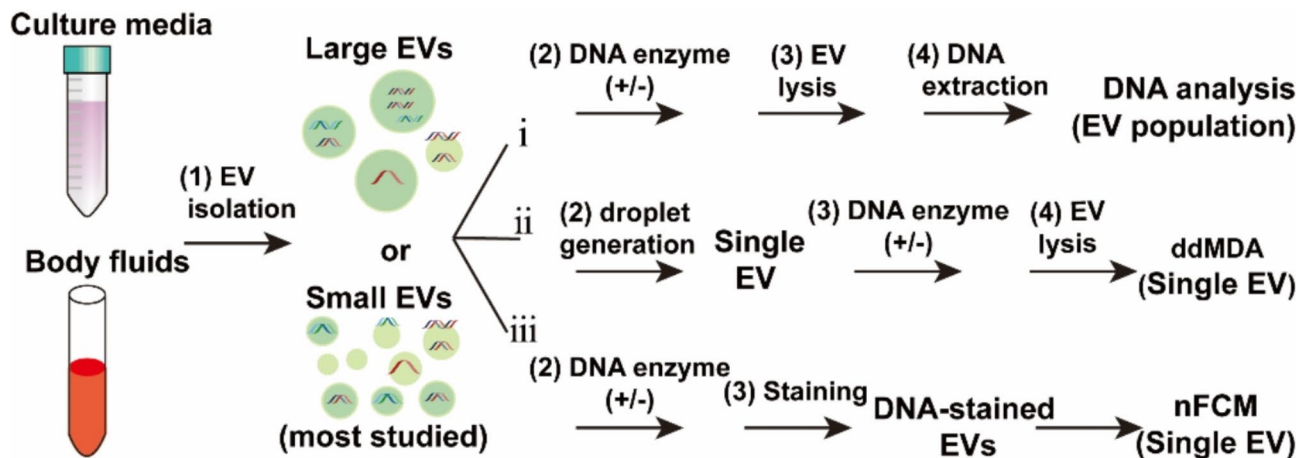 Culture media
Body fluids
(1) EV
isolation
Large EVs
or
Small EVs
(most studied)
i
(2) DNA enzyme
(+/-)
(3) EV
lysis
(4) DNA
extraction
DNA analysis
(EV population)
ii
(2) droplet
generation
Single
EV
(3) DNA enzyme
(+/-)
(4) EV
lysis
ddMDA
(Single EV)
iii
(2) DNA enzyme
(+/-)
(3) Staining
DNA-stained
EVs
nFCM
(Single EV)